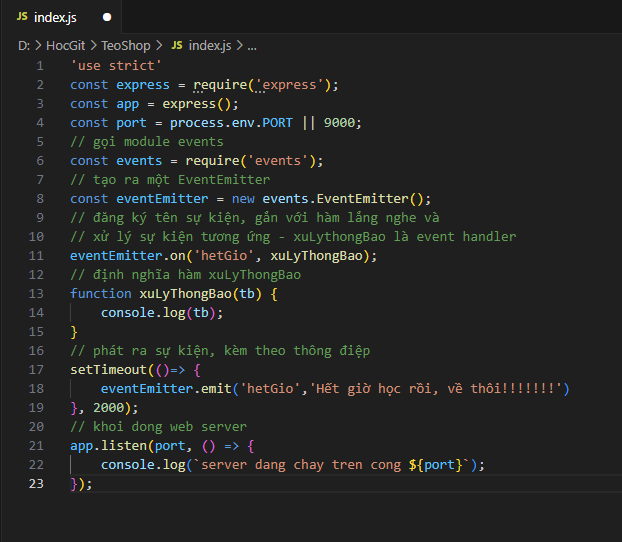 JS index.js
D: > HocGit > TeoShop > JS index.js > ...
1 'use strict'
2 const express = require('express');
3 const app = express();
4 const port = process.env.PORT || 9000;
5 // gọi module events
6 const events = require('events');
7 // tạo ra một EventEmitter
8 const eventEmitter = new events.EventEmitter();
9 // đăng ký tên sự kiện, gắn với hàm lắng nghe và
10 // xử lý sự kiện tương ứng - xuLythongBao là event handler
11 eventEmitter.on('hetGio', xuLyThongBao);
12 // định nghĩa hàm xuLyThongBao
13 function xuLyThongBao(tb) {
14 console.log(tb);
15 }
16 // phát ra sự kiện, kèm theo thông điệp
17 setTimeout(()=> {
18 eventEmitter.emit('hetGio','Hết giờ học rồi, về thôi!!!!!!!')
19 }, 2000);
20 // khoi dong web server
21 app.listen(port, () => {
22 console.log(`server dang chay tren cong ${port}`);
23 });